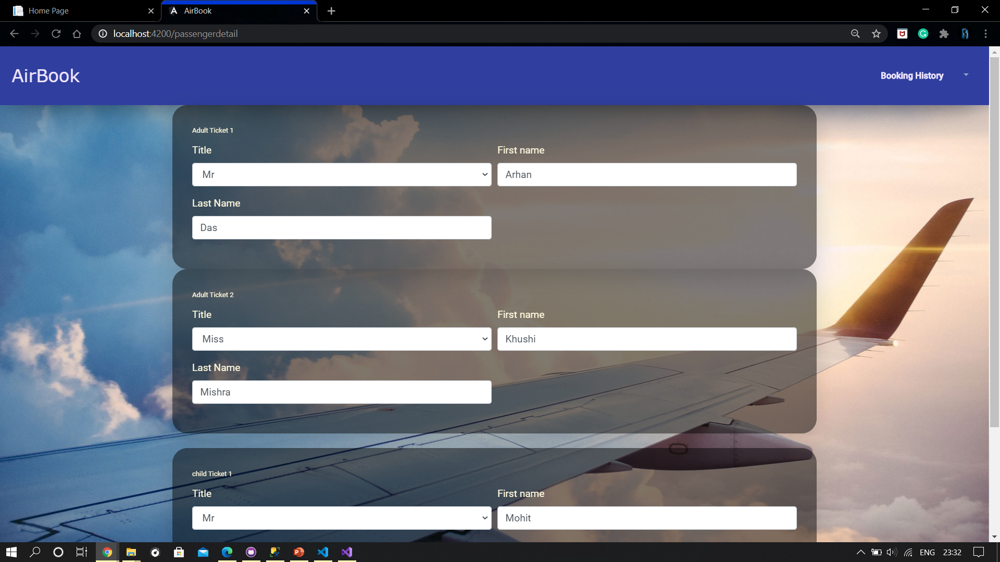 Home Page
AirBook
localhost:4200/passengerdetail
AirBook
Booking History
Adult Ticket 1
Title
First name
Mr
Arhan
Last Name
Das
Adult Ticket 2
Title
First name
Miss
Khushi
Last Name
Mishra
child Ticket 1
Title
First name
Mr
Mohit
ENG
23:32